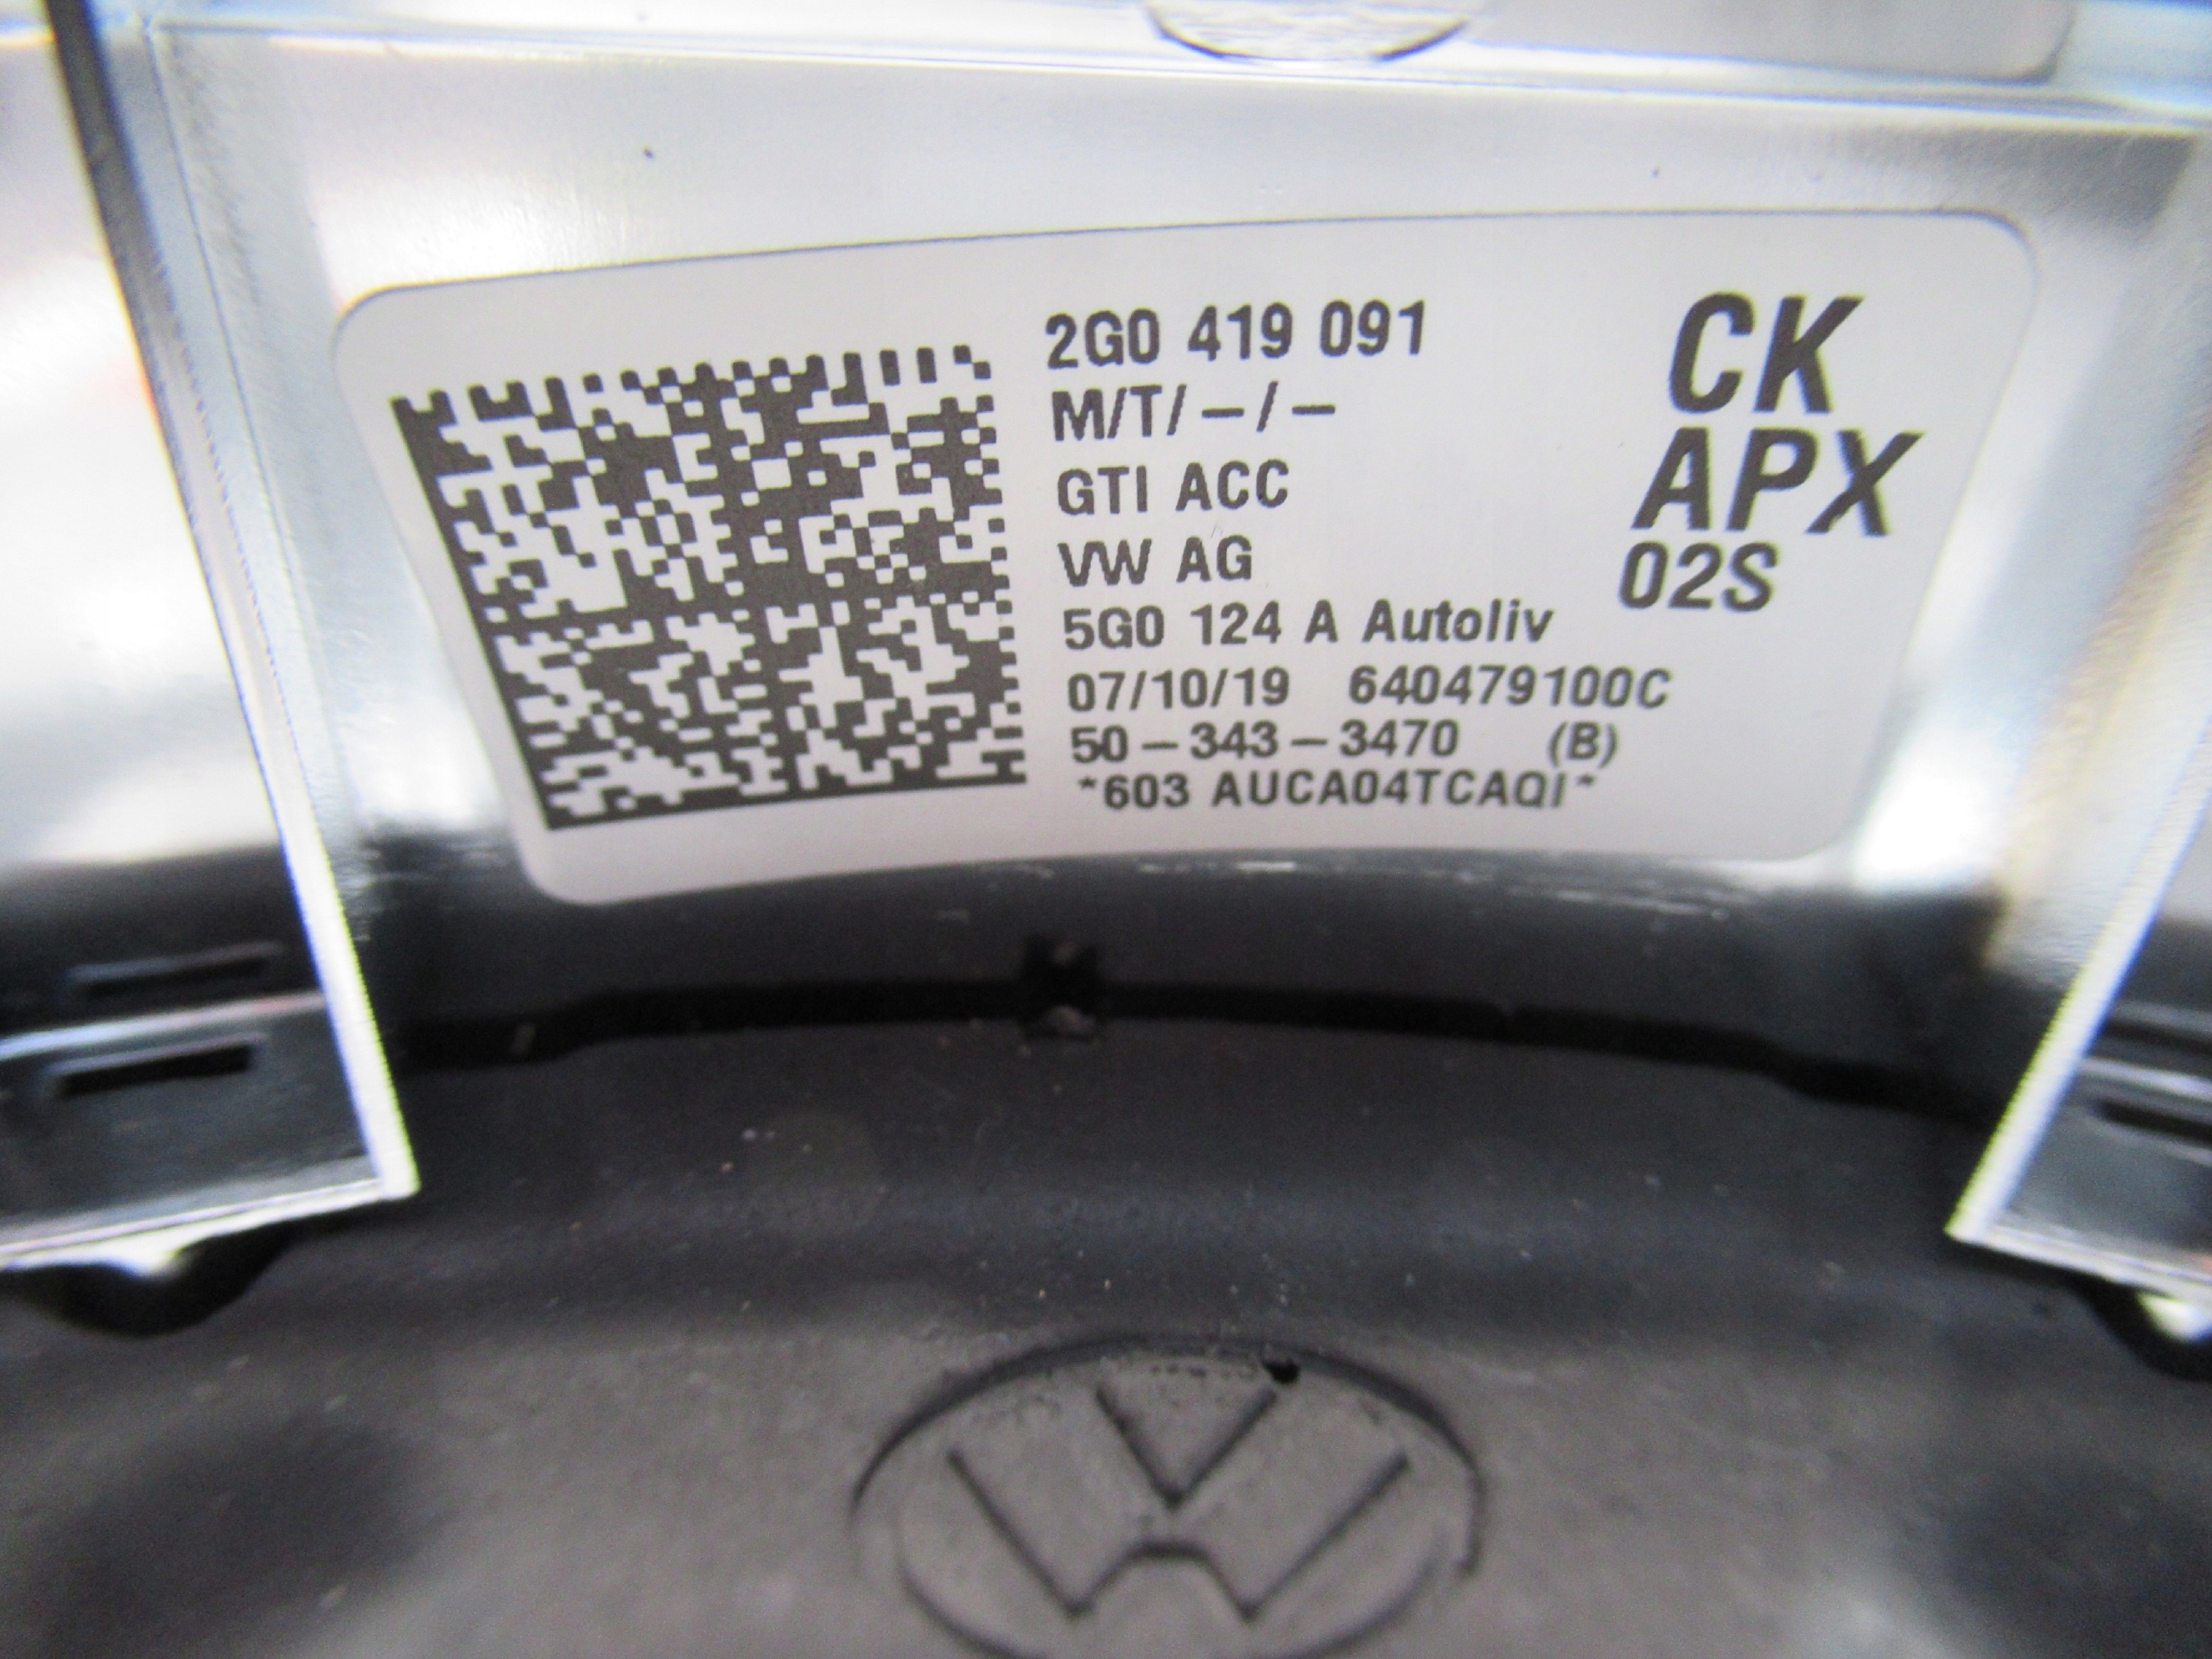 2G0 419 091
M/T/–/–
GTI ACC
VW AG
5G0 124 A Autoliv
07/10/19 640479100C
50–343–3470 (B)
*603 AUCA04TCAQI*
CK
APX
02S